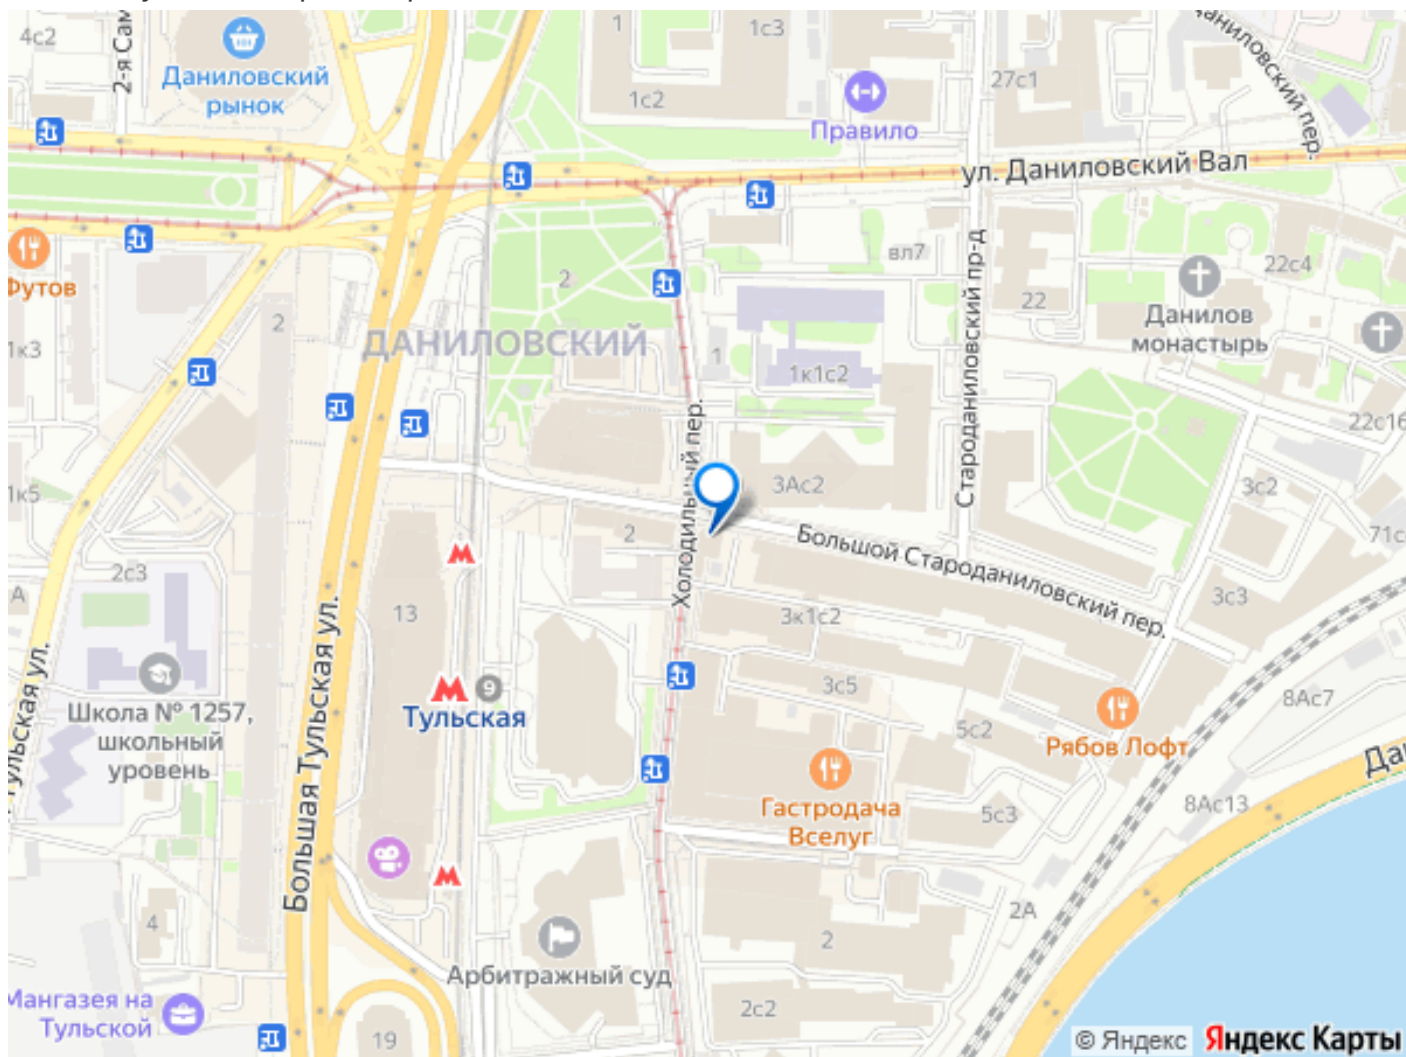 4с2
2-я Сам
Даниловский
рынок
1
1с3
1с2
Правило
27с1
Даниловский пер.
ул. Даниловский Вал
Футов
2
2
вл7
22с4
Стародániловский пр-д
22
Данилов
монастырь
1к3
ДАНИЛОВСКИЙ
1
1к1с2
22с16
Холодильный пер.
3Ас2
3с2
1к5
2
Большой Староданиловский пер.
71с
2с3
А
13
3к1с2
3с3
Тульская ул.
Большая Тульская ул.
9
Тульская
3с5
8Ас7
Школа № 1257,
школьный
уровень
5с2
Рябов Лофт
Да
Гастродача
Вселуг
5с3
8Ас13
4
2А
2
Арбитражный суд
Мангазея на
Тульской
2с2
19
© Яндекс
Яндекс Карты